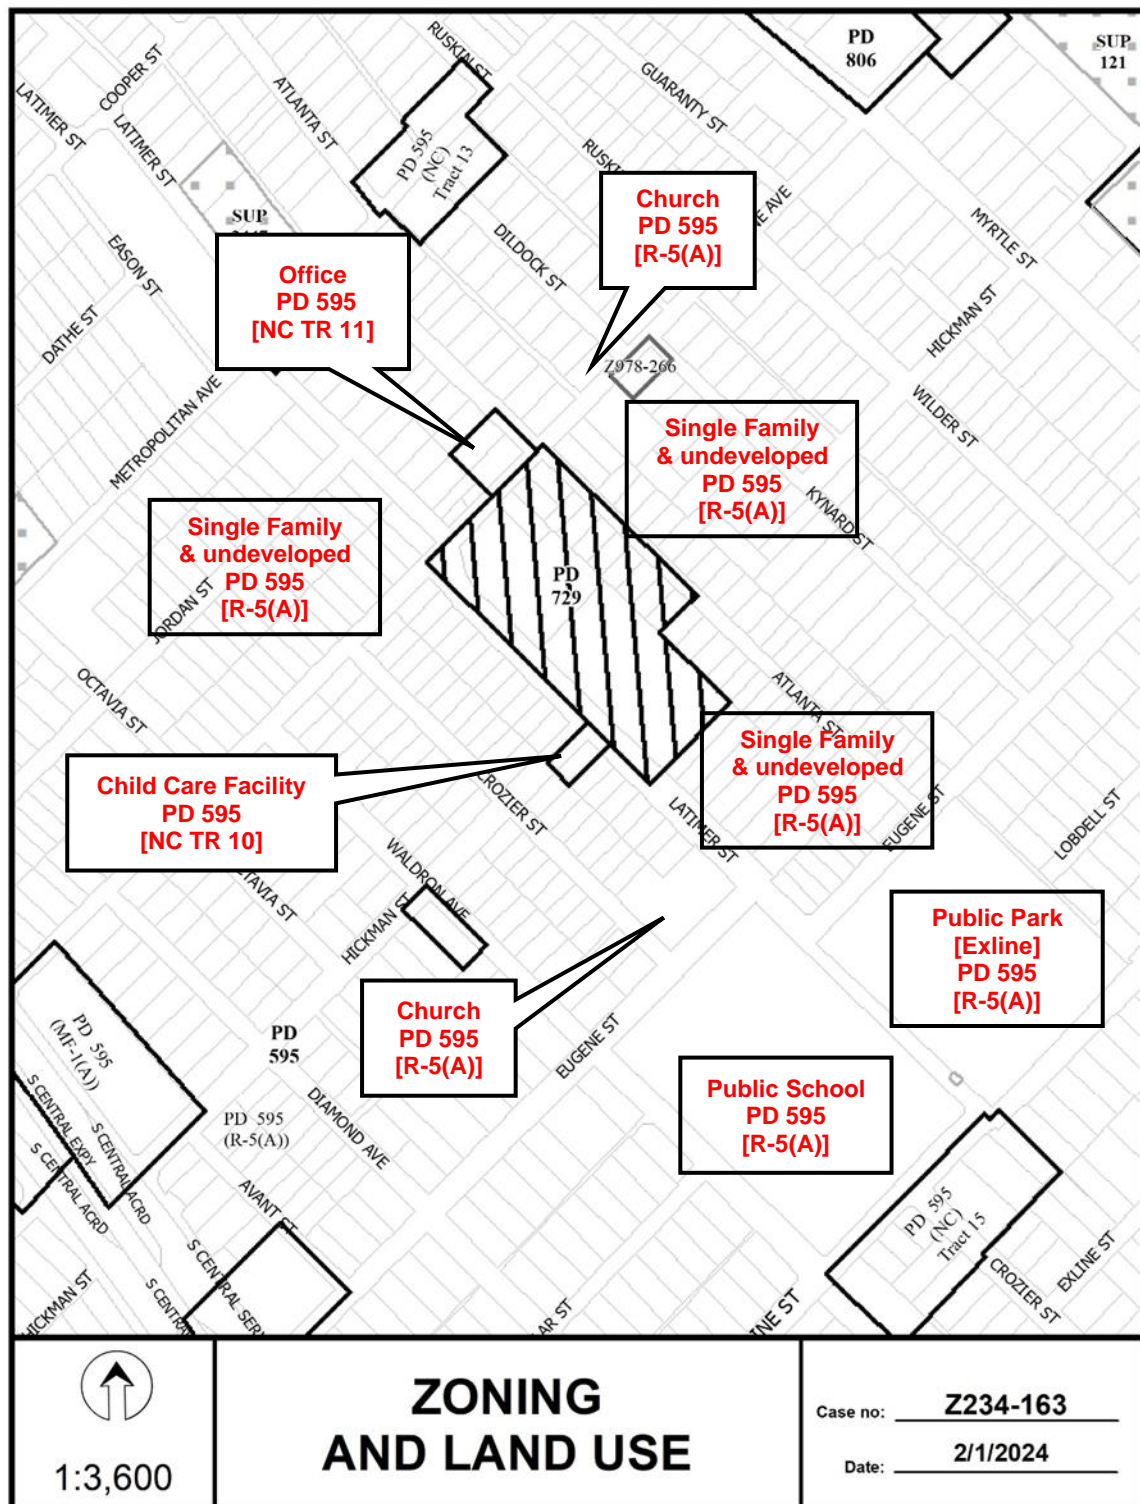 RUSKIN ST
PD
806
SUP
121
COOPER ST
LATIMER ST
LATIMER ST
ATLANTA ST
GUARANTY ST
PD 595
(NC)
Tract 13
SUP
Church
PD 595
[R-5(A)]
MYRTLE ST
EASON ST
DILDOCK ST
Office
PD 595
[NC TR 11]
DATHE ST
HICKMAN ST
Z978-266
METROPOLITAN AVE
WILDER ST
Single Family
& undeveloped
PD 595
[R-5(A)]
KYNARD ST
Single Family
& undeveloped
PD 595
[R-5(A)]
PD
729
JORDAN ST
OCTAVIA ST
ATLANTA ST
Single Family
& undeveloped
PD 595
[R-5(A)]
Child Care Facility
PD 595
[NC TR 10]
CROZIER ST
LATIMER ST
EUGENE ST
LOBDELL ST
WALDRON AVE
HICKMAN ST
Public Park
[Exline]
PD 595
[R-5(A)]
Church
PD 595
[R-5(A)]
PD 595
(MF-1(A))
PD
595
EUGENE ST
Public School
PD 595
[R-5(A)]
S CENTRAL EXPY
S CENTRAL ACRD
S CENTRAL ACRD
PD 595
(R-5(A))
DIAMOND AVE
AVANT ST
PD 595
(NC)
Tract 15
CROZIER ST
EXLINE ST
HICKMAN ST
1:3,600
ZONING
AND LAND USE
Case no: Z234-163
Date: 2/1/2024